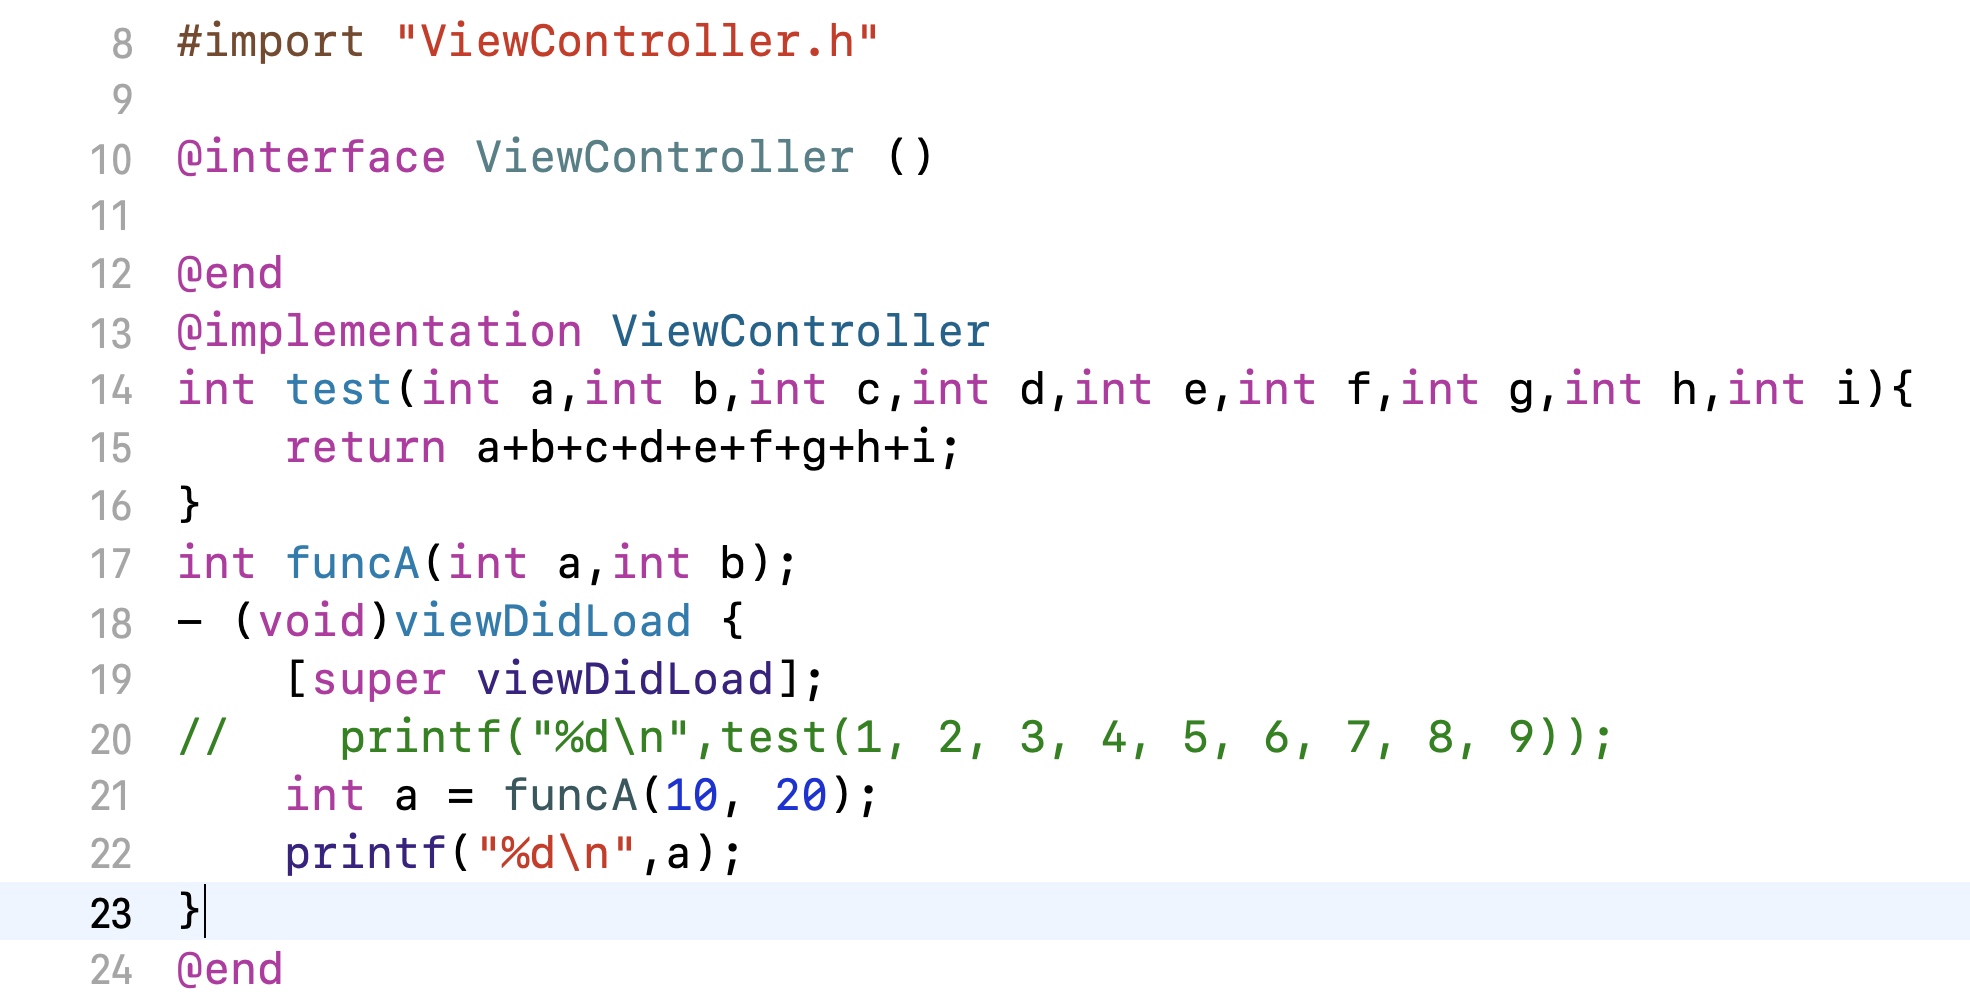 8 #import "ViewController.h"
9
10 @interface ViewController ()
11
12 @end
13 @implementation ViewController
14 int test(int a,int b,int c,int d,int e,int f,int g,int h,int i){
15     return a+b+c+d+e+f+g+h+i;
16 }
17 int funcA(int a,int b);
18 - (void)viewDidLoad {
19     [super viewDidLoad];
20 //    printf("%d\n",test(1, 2, 3, 4, 5, 6, 7, 8, 9));
21     int a = funcA(10, 20);
22     printf("%d\n",a);
23 }
24 @end